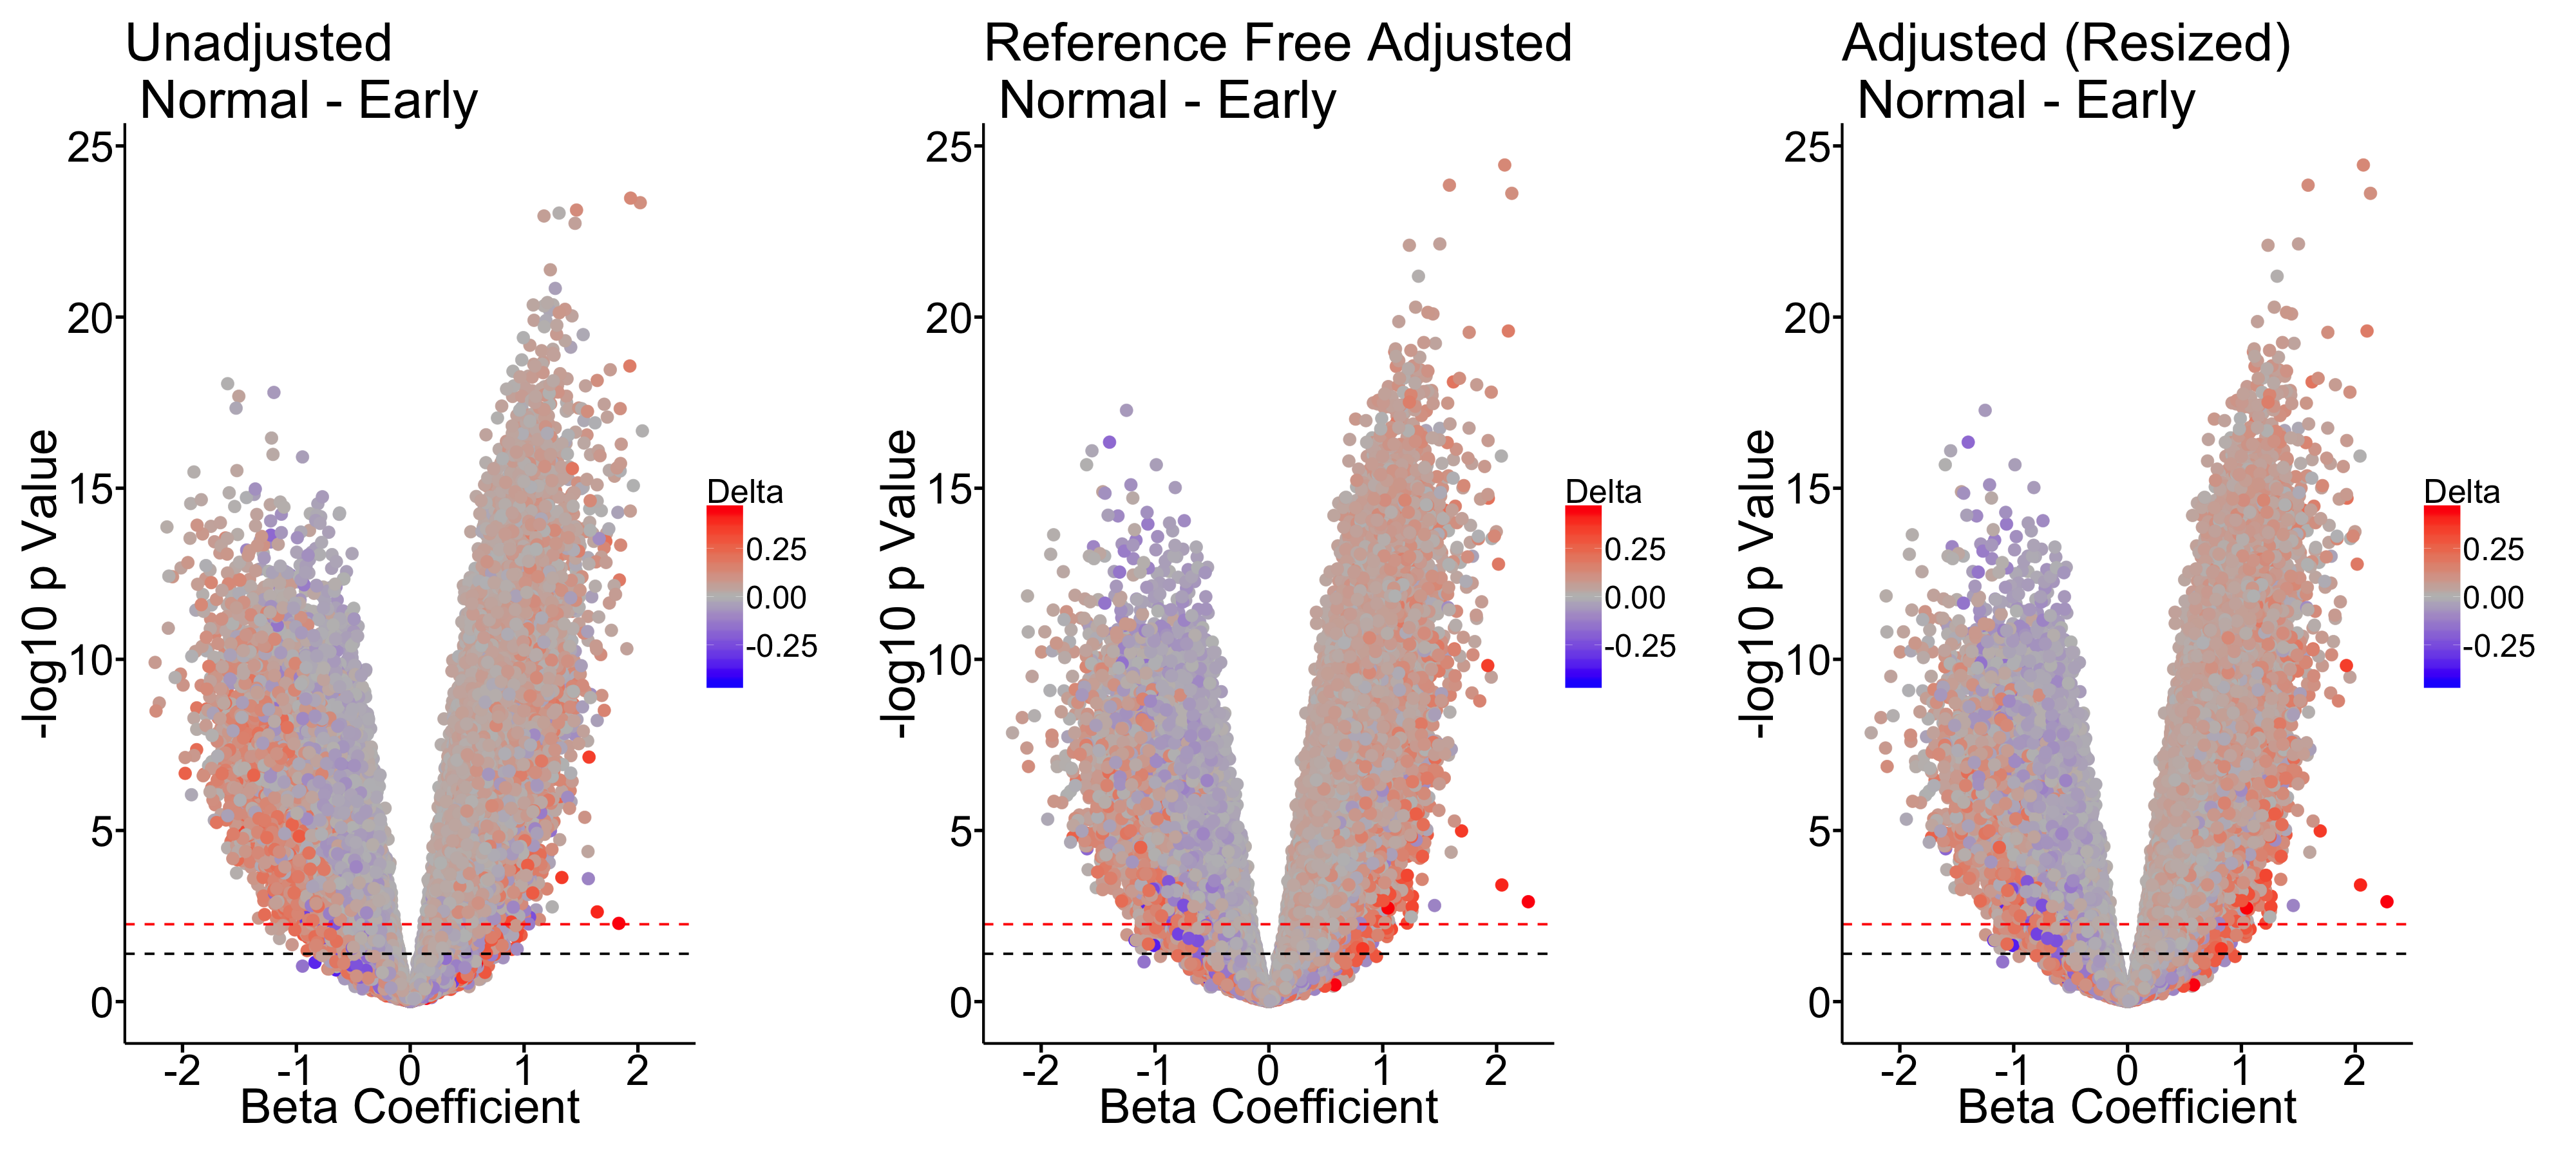 Unadjusted
Normal - Early
25
20
15
10
5
0
-2 -1 0 1 2
-log10 p Value
Beta Coefficient
Delta
0.25
0.00
-0.25
Reference Free Adjusted
Normal - Early
25
20
15
10
5
0
-2 -1 0 1 2
-log10 p Value
Beta Coefficient
Delta
0.25
0.00
-0.25
Adjusted (Resized)
Normal - Early
25
20
15
10
5
0
-2 -1 0 1 2
-log10 p Value
Beta Coefficient
Delta
0.25
0.00
-0.25